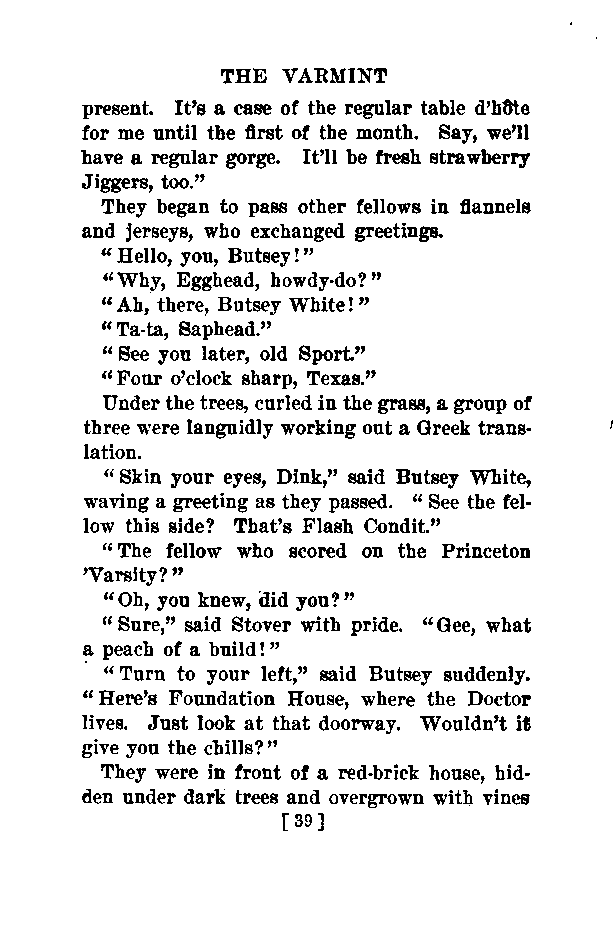 THE VARMINT
present. It's a case of the regular table d'hôte
for me until the first of the month. Say, we'll
have a regular gorge. It'll be fresh strawberry
Jiggers, too."
They began to pass other fellows in flannels
and jerseys, who exchanged greetings.
"Hello, you, Butsey!"
"Why, Egghead, howdy-do?"
"Ah, there, Butsey White!"
"Ta-ta, Saphead."
"See you later, old Sport."
"Four o'clock sharp, Texas."
Under the trees, curled in the grass, a group of
three were languidly working out a Greek trans-
lation.
"Skin your eyes, Dink," said Butsey White,
waving a greeting as they passed. "See the fel-
low this side? That's Flash Condit."
"The fellow who scored on the Princeton
'Varsity?"
"Oh, you knew, did you?"
"Sure," said Stover with pride. "Gee, what
a peach of a build!"
"Turn to your left," said Butsey suddenly.
"Here's Foundation House, where the Doctor
lives. Just look at that doorway. Wouldn't it
give you the chills?"
They were in front of a red-brick house, hid-
den under dark trees and overgrown with vines
[39]